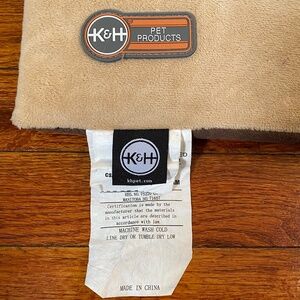 K&H
PET
PRODUCTS
K&H
khpet.com
Certification is made by the
manufacturer that the materials
in this article are described in
accordance with law.
MACHINE WASH COLD
LINE DRY OR TUMBLE DRY LOW
MADE IN CHINA